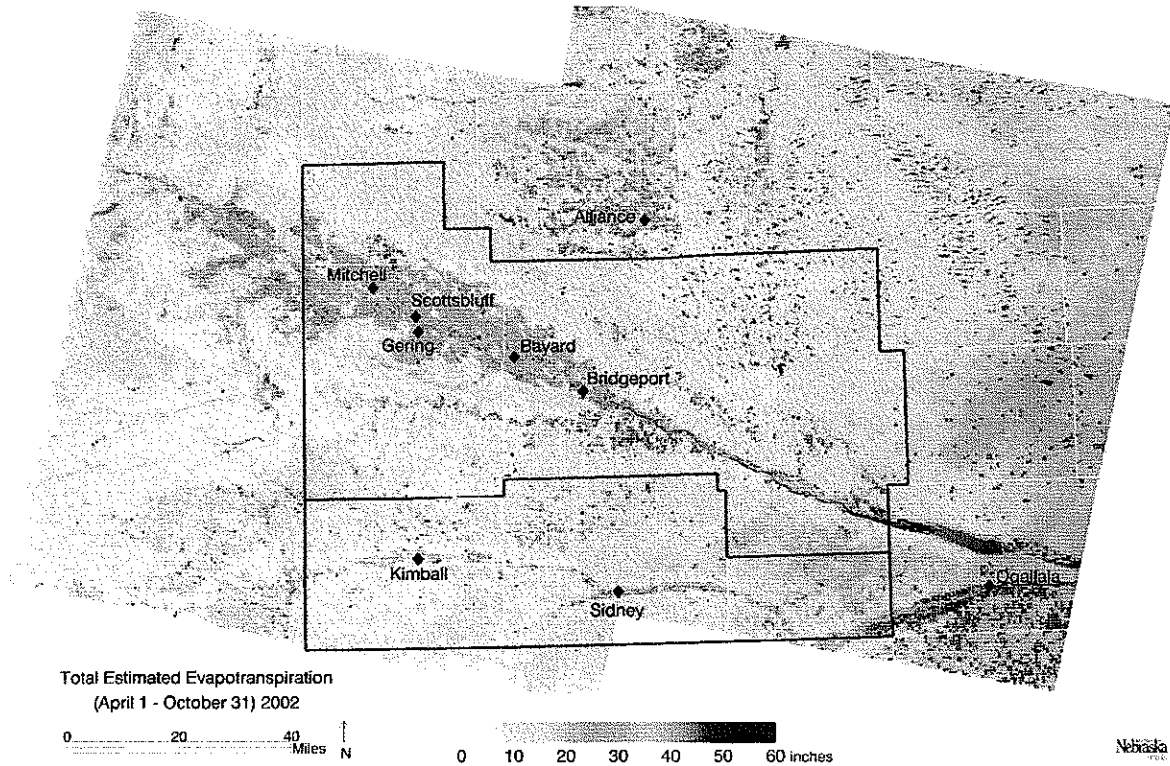 Alliance
Mitchell
Scottsbluff
Gering
Bayard
Bridgeport
Kimball
Sidney
Ogallala
Total Estimated Evapotranspiration
(April 1 - October 31) 2002
0 20 40
Miles
N
0 10 20 30 40 50 60 inches
Nebraska